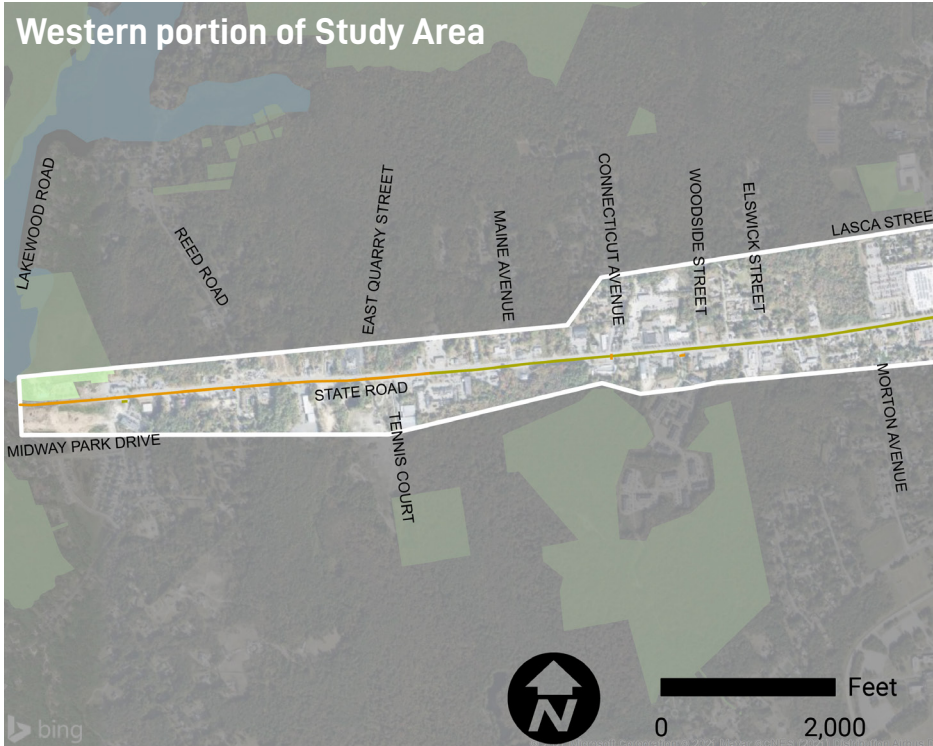 Western portion of Study Area
LAKEWOOD ROAD
REED ROAD
EAST QUARRY STREET
MAINE AVENUE
CONNECTICUT AVENUE
WOODSIDE STREET
ELSWICK STREET
LASCA STREE
STATE ROAD
MIDWAY PARK DRIVE
TENNIS COURT
MORTON AVENUE
N
Feet
0 2,000
bing